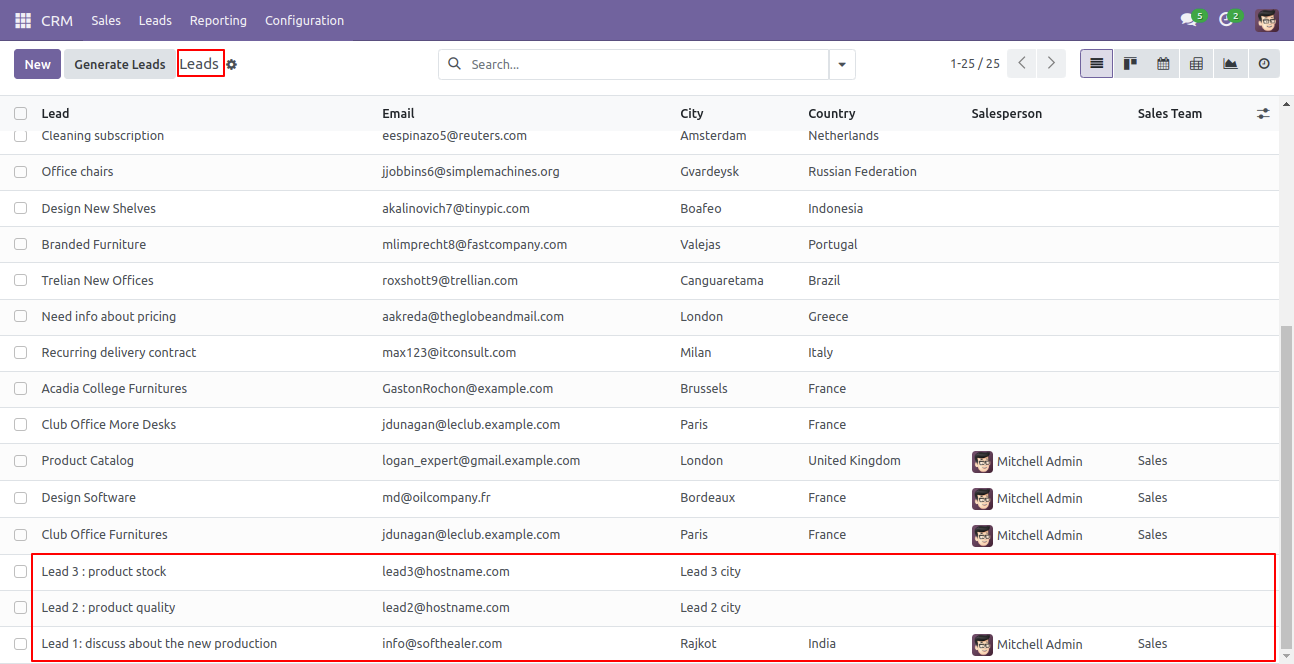 CRM Sales Leads Reporting Configuration 5 2
New Generate Leads Leads Search... 1-25 / 25
Lead Email City Country Salesperson Sales Team
Cleaning subscription eespinazo5@reuters.com Amsterdam Netherlands
Office chairs jjobbins6@simplemachines.org Gvardeysk Russian Federation
Design New Shelves akalinovich7@tinypic.com Boafeo Indonesia
Branded Furniture mlimprecht8@fastcompany.com Valejas Portugal
Trelian New Offices roxshott9@trellian.com Canguaretama Brazil
Need info about pricing aakreda@theglobeandmail.com London Greece
Recurring delivery contract max123@itconsult.com Milan Italy
Acadia College Furnitures GastonRochon@example.com Brussels France
Club Office More Desks jdunagan@leclub.example.com Paris France
Product Catalog logan_expert@gmail.example.com London United Kingdom Mitchell Admin Sales
Design Software md@oilcompany.fr Bordeaux France Mitchell Admin Sales
Club Office Furnitures jdunagan@leclub.example.com Paris France Mitchell Admin Sales
Lead 3 : product stock lead3@hostname.com Lead 3 city
Lead 2 : product quality lead2@hostname.com Lead 2 city
Lead 1: discuss about the new production info@softhealer.com Rajkot India Mitchell Admin Sales